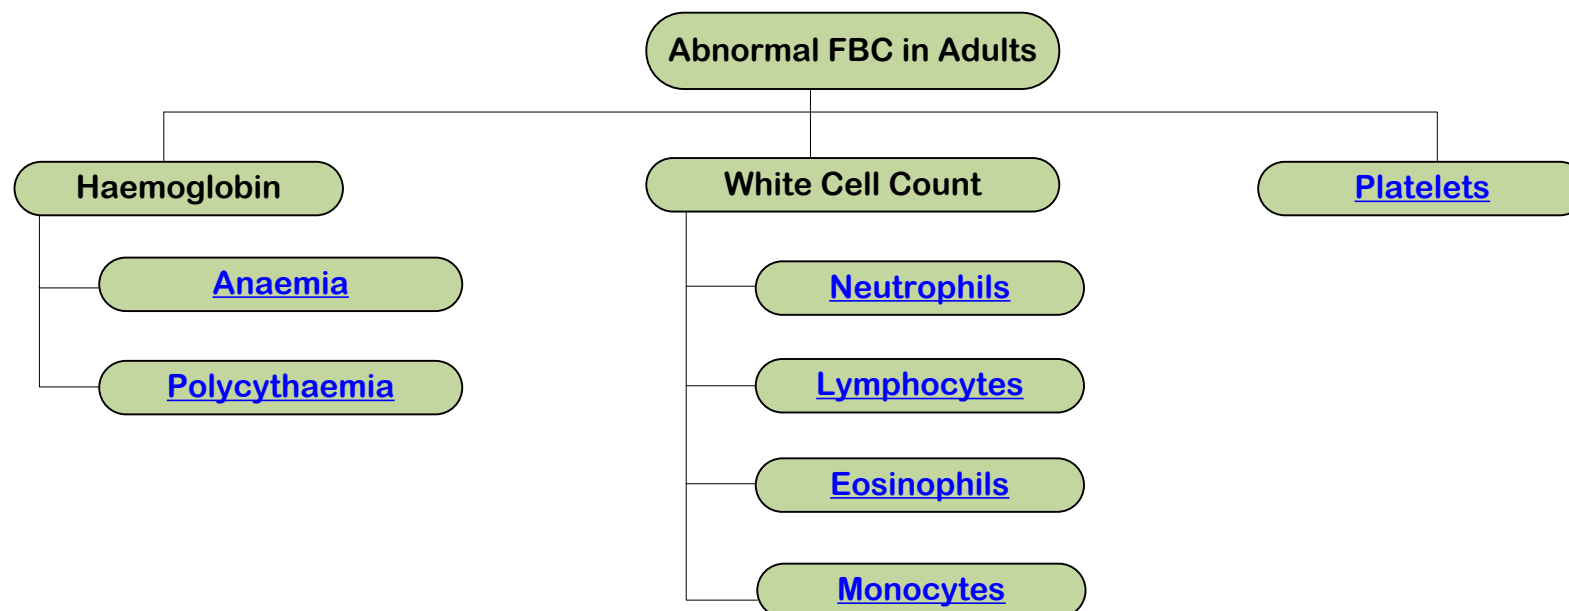 Abnormal FBC in Adults
Haemoglobin
White Cell Count
Platelets
Anaemia
Neutrophils
Polycythaemia
Lymphocytes
Eosinophils
Monocytes